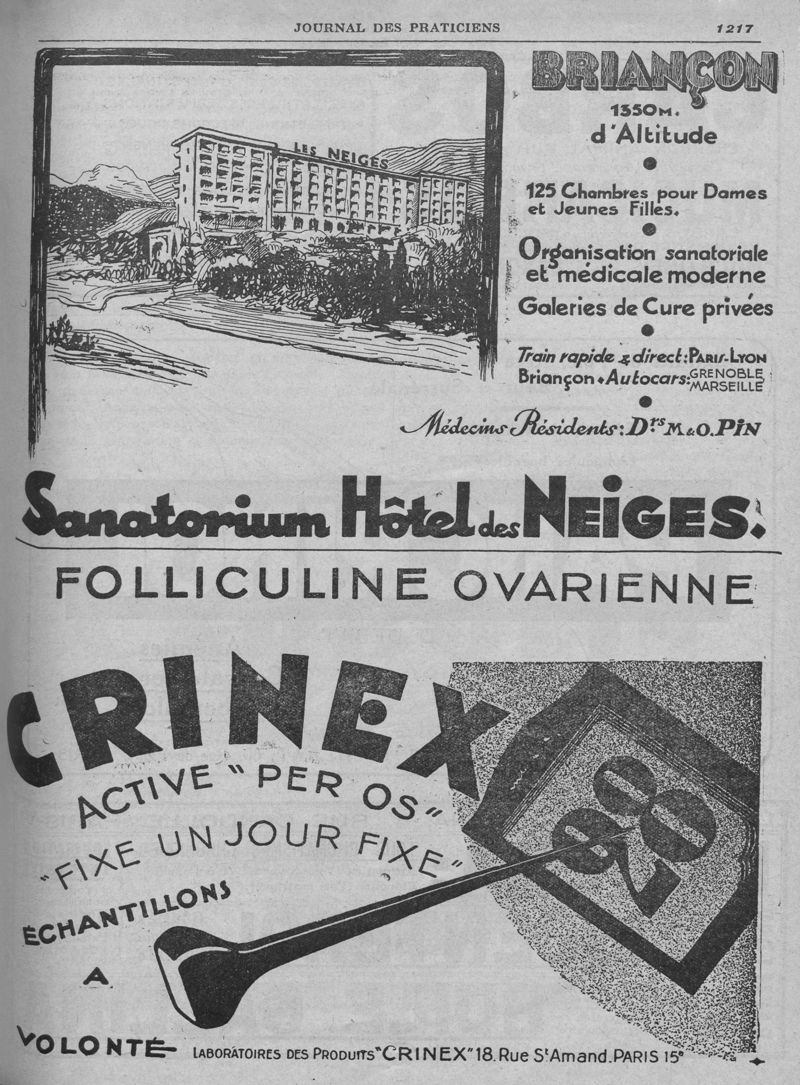 JOURNAL DES PRATICIENS 1217
LES NEIGES
BRIANÇON
1350 M.
d'Altitude
125 Chambres pour Dames
et Jeunes Filles.
Organisation sanatoriale
et médicale moderne
Galeries de Cure privées
Train rapide & direct: PARIS-LYON
Briançon • Autocars: GRENOBLE
MARSEILLE
Médecins Résidents: Drs M. & O. PIN
Sanatorium Hôtel des NEIGES.
FOLLICULINE OVARIENNE
CRINEX
ACTIVE "PER OS"
"FIXE UN JOUR FIXE"
28
ÉCHANTILLONS
A
VOLONTÉ
LABORATOIRES DES PRODUITS "CRINEX" 18. Rue St Amand. PARIS 15e